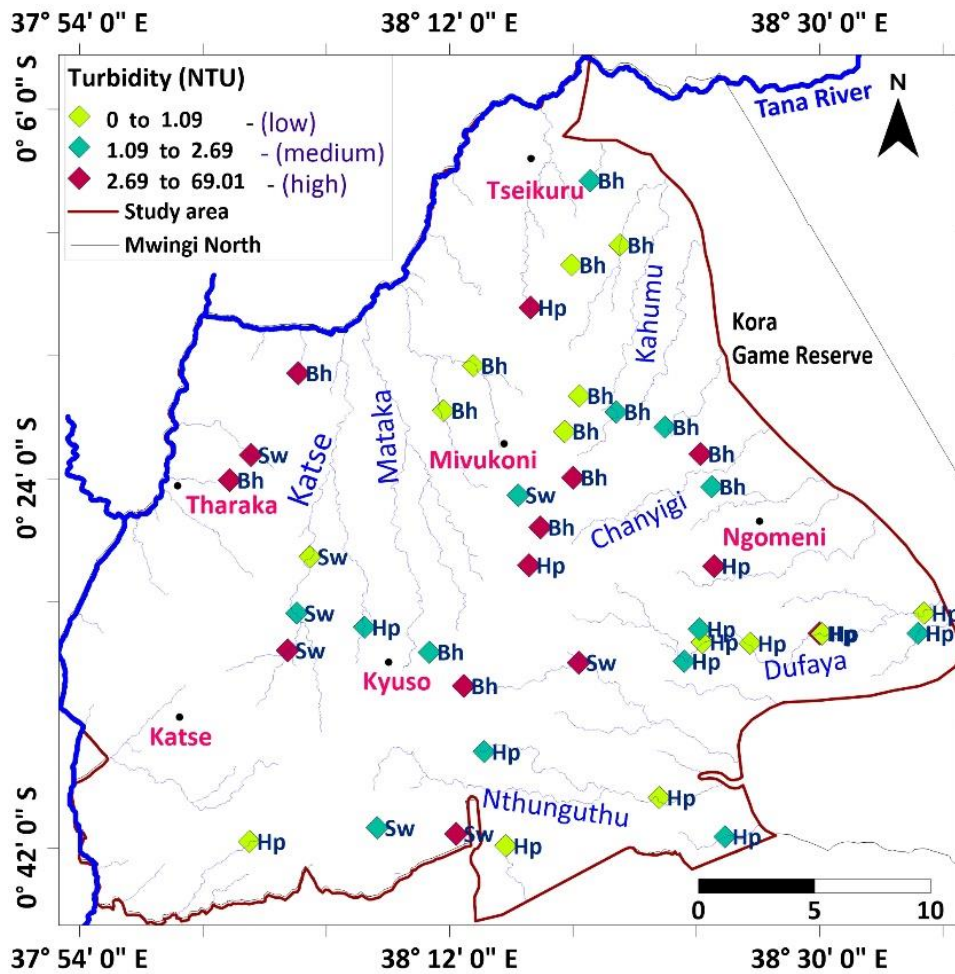 37° 54' 0" E
38° 12' 0" E
38° 30' 0" E
0° 6' 0" S
0° 24' 0" S
0° 42' 0" S
Turbidity (NTU)
0 to 1.09 - (low)
1.09 to 2.69 - (medium)
2.69 to 69.01 - (high)
Study area
Mwingi North
Tana River
N
Tseikuru
Bh
Bh
Bh
Kahumu
Hp
Kora
Game Reserve
Bh
Bh
Bh
Bh
Bh
Bh
Bh
Mataka
Mivukoni
Katse
Sw
Bh
Tharaka
Bh
Bh
Sw
Bh
Chanyigi
Bh
Ngomeni
Sw
Hp
Hp
Sw
Hp
Hp
Hp
Hp
Hp
Hp
Hp
Sw
Bh
Sw
Hp
Dufaya
Kyuso
Bh
Katse
Hp
Hp
Nthunguthu
Hp
Sw
Sw
Hp
Hp
0 5 10
37° 54' 0" E
38° 12' 0" E
38° 30' 0" E